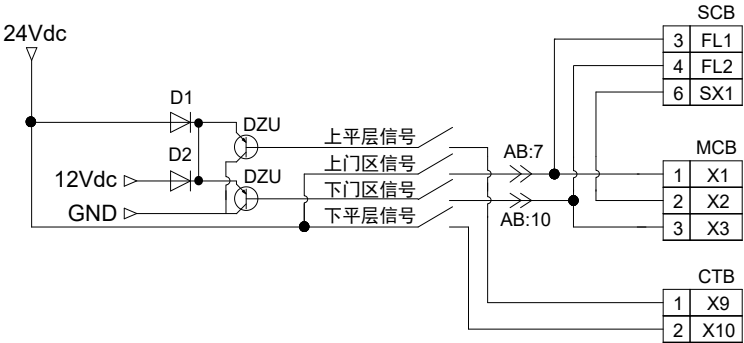 SCB
24Vdc
3 FL1
4 FL2
6 SX1
D1
DZU
上平层信号
上门区信号
AB:7
MCB
D2
12Vdc
DZU
下门区信号
1 X1
2 X2
3 X3
GND
下平层信号
AB:10
CTB
1 X9
2 X10